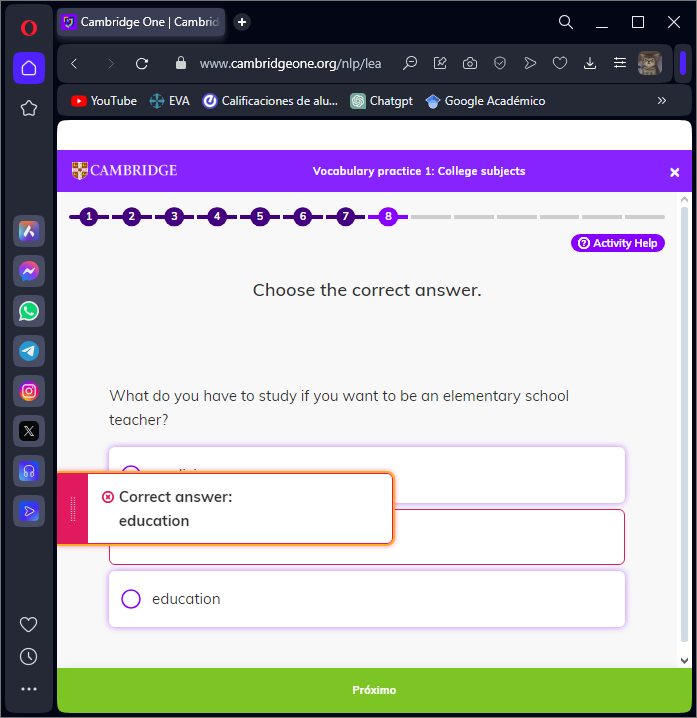 Cambridge One | Cambrid
www.cambridgeone.org/nlp/lea
YouTube
EVA
Calificaciones de alu...
Chatgpt
Google Académico
CAMBRIDGE
Vocabulary practice 1: College subjects
1 2 3 4 5 6 7 8
Activity Help
Choose the correct answer.
What do you have to study if you want to be an elementary school
teacher?
Correct answer:
education
education
Próximo